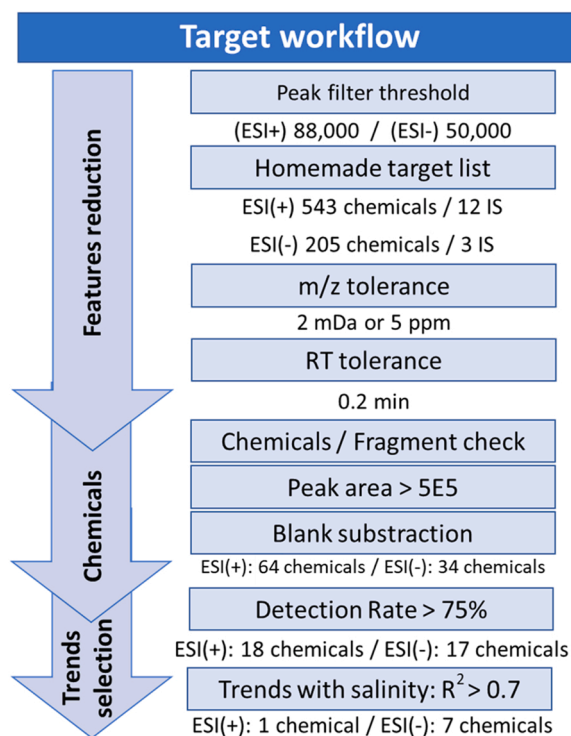 Target workflow
Features reduction
Peak filter threshold
(ESI+) 88,000 / (ESI-) 50,000
Homemade target list
ESI(+) 543 chemicals / 12 IS
ESI(-) 205 chemicals / 3 IS
m/z tolerance
2 mDa or 5 ppm
RT tolerance
0.2 min
Chemicals
Chemicals / Fragment check
Peak area > 5E5
Blank substraction
ESI(+): 64 chemicals / ESI(-): 34 chemicals
Trends
selection
Detection Rate > 75%
ESI(+): 18 chemicals / ESI(-): 17 chemicals
Trends with salinity: R² > 0.7
ESI(+): 1 chemical / ESI(-): 7 chemicals